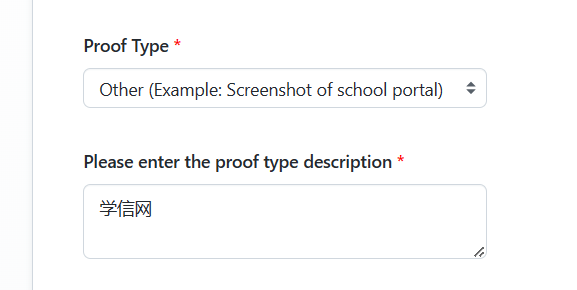 Proof Type *
Other (Example: Screenshot of school portal)
Please enter the proof type description *
学信网